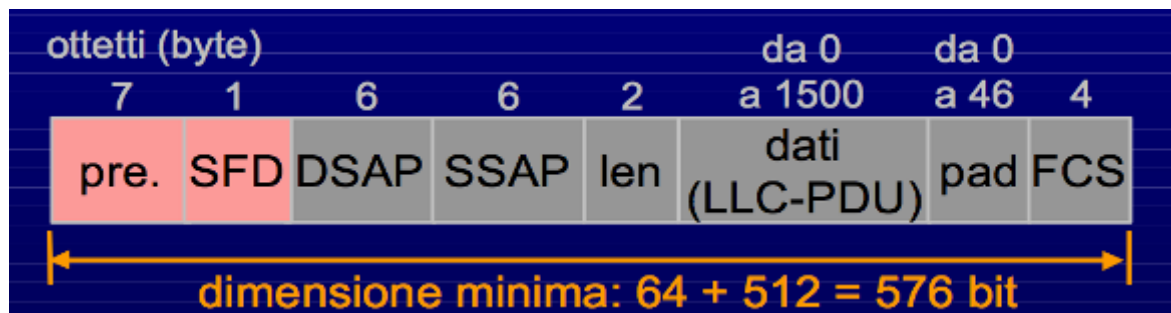 ottetti (byte)
da 0 da 0
7 1 6 6 2 a 1500 a 46 4
pre. SFD DSAP SSAP len dati (LLC-PDU) pad FCS
dimensione minima: 64 + 512 = 576 bit